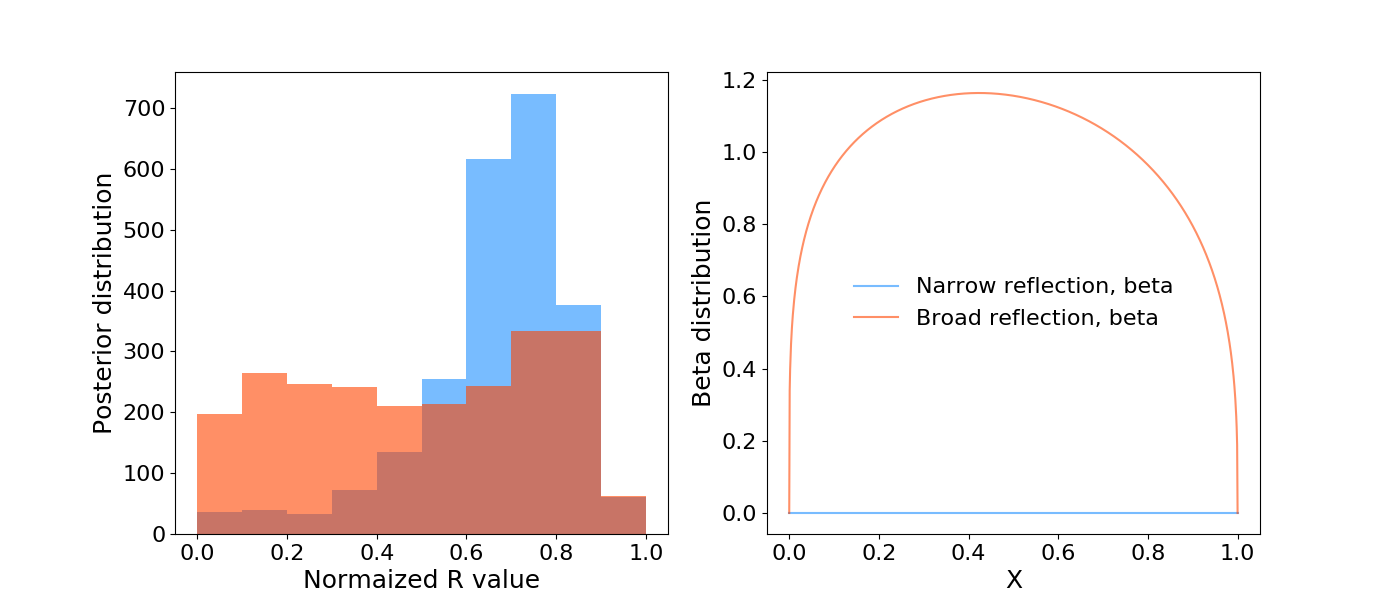 Posterior distribution
700
600
500
400
300
200
100
0
0.0 0.2 0.4 0.6 0.8 1.0
Normaized R value
Beta distribution
1.2
1.0
0.8
0.6
0.4
0.2
0.0
Narrow reflection, beta
Broad reflection, beta
0.0 0.2 0.4 0.6 0.8 1.0
X